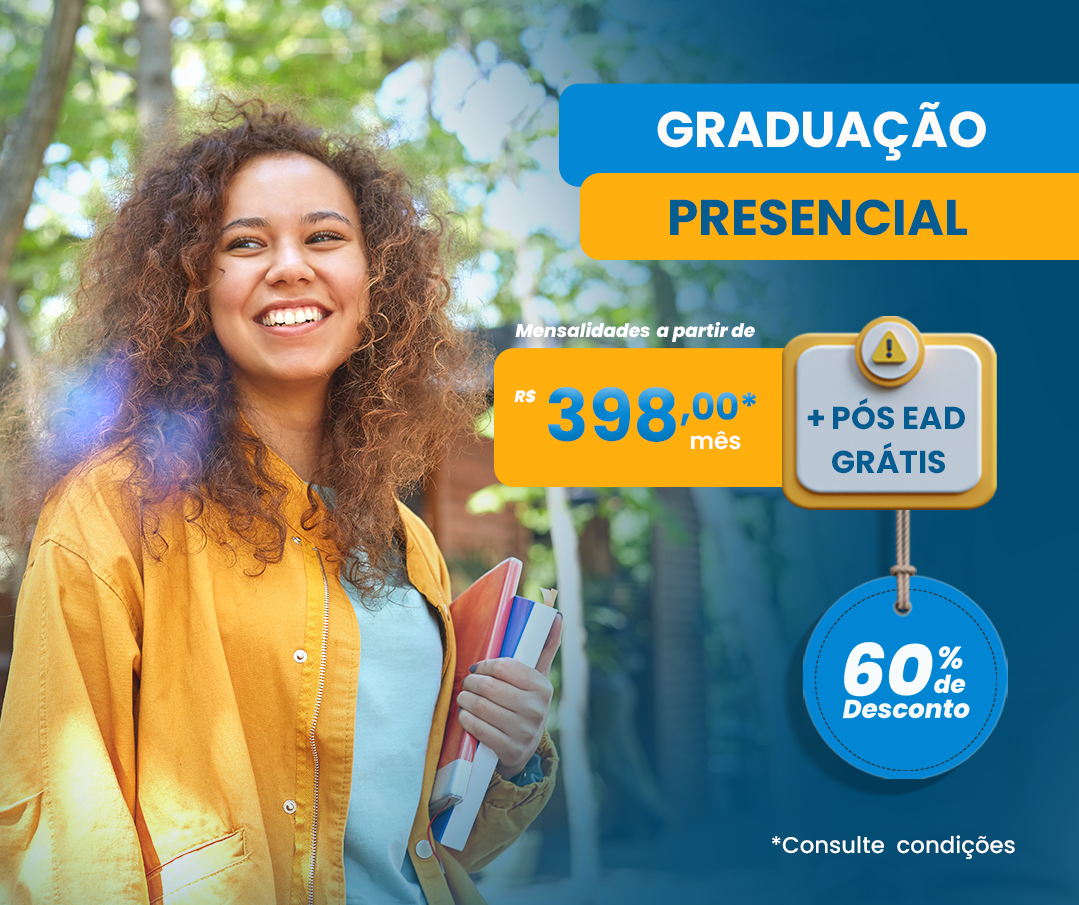 GRADUAÇÃO
PRESENCIAL
Mensalidades a partir de
R$ 398,00*
mês
+ PÓS EAD
GRÁTIS
60%
de
Desconto
*Consulte condições